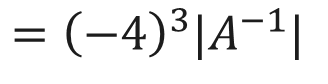 = (−4)³|A⁻¹|